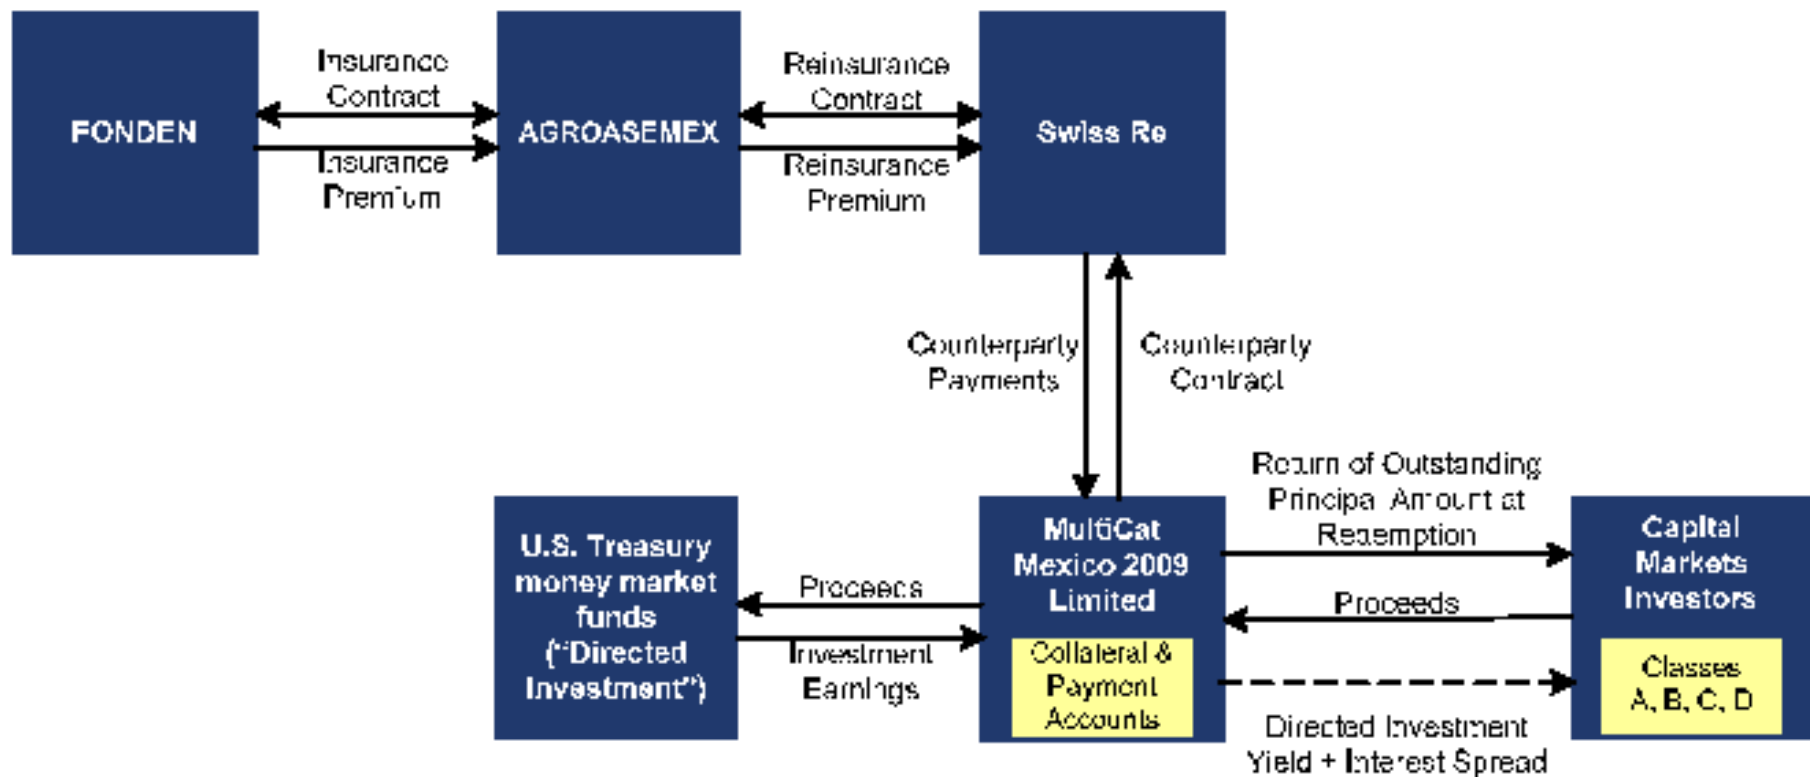 FONDEN
Insurance
Contract
Insurance
Premium
AGROASEMEX
Reinsurance
Contract
Reinsurance
Premium
Swiss Re
Counterparty
Payments
Counterparty
Contract
U.S. Treasury
money market
funds
("Directed
Investment")
Proceeds
Investment
Earnings
MultiCat
Mexico 2009
Limited
Collateral &
Payment
Accounts
Return of Outstanding
Principal Amount at
Redemption
Proceeds
Directed Investment
Yield + Interest Spread
Capital
Markets
Investors
Classes
A, B, C, D